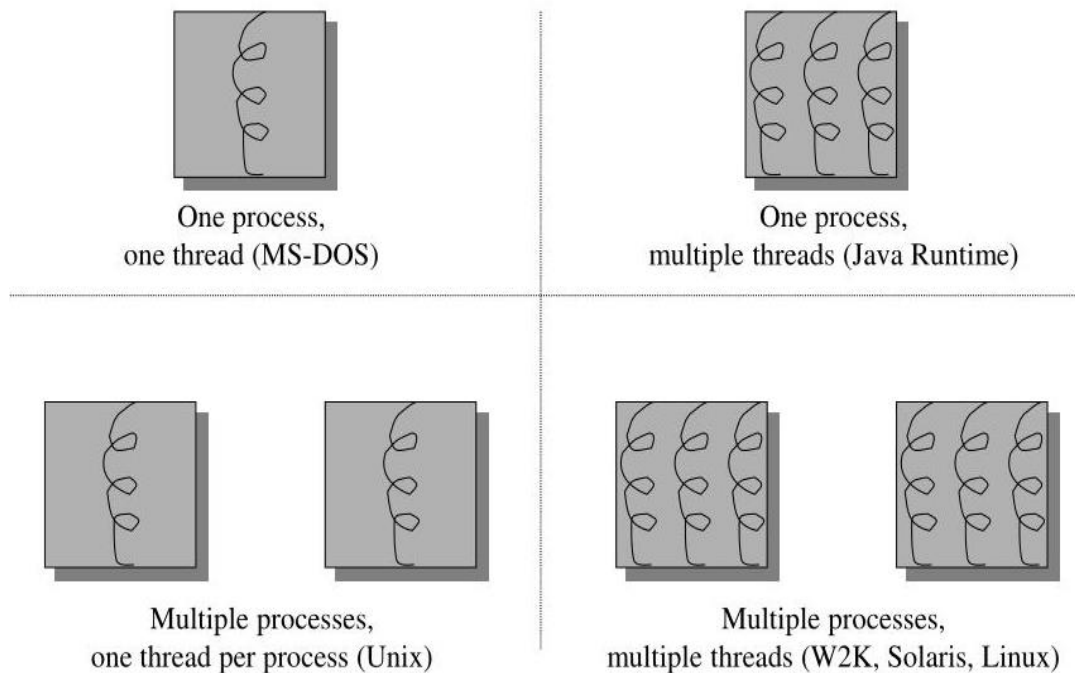 One process,
one thread (MS-DOS)
One process,
multiple threads (Java Runtime)
Multiple processes,
one thread per process (Unix)
Multiple processes,
multiple threads (W2K, Solaris, Linux)